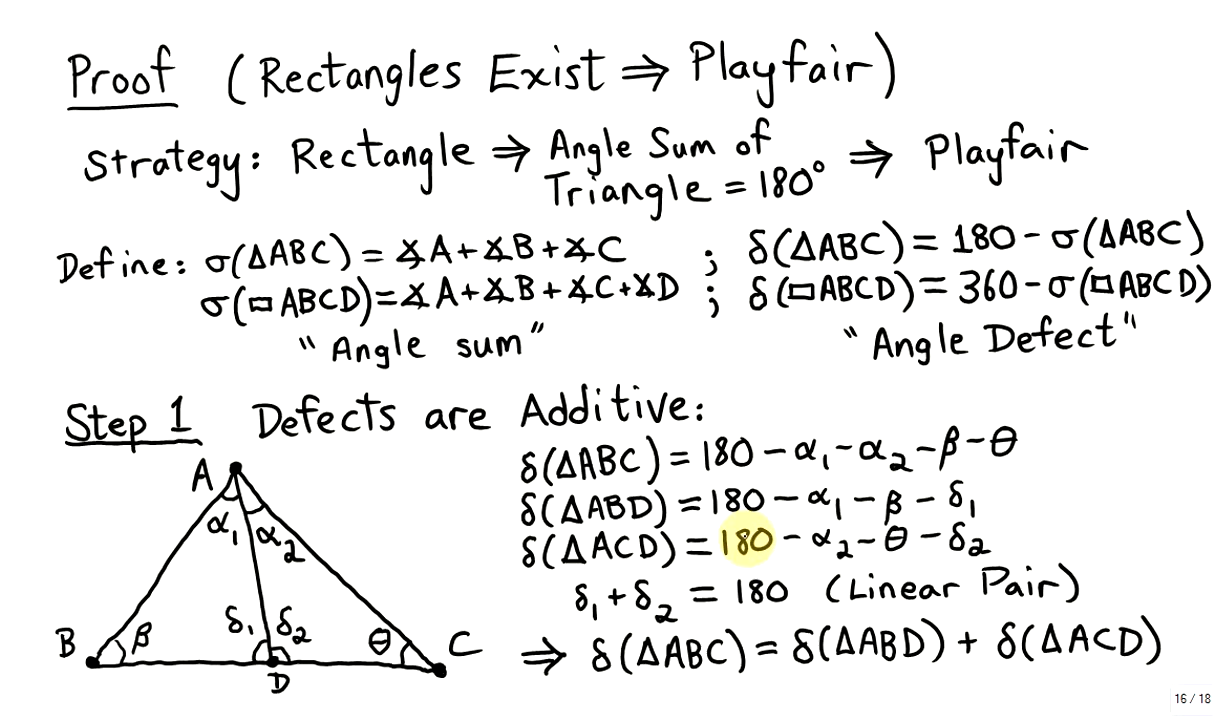 Proof (Rectangles Exist ⇒ Playfair)
Strategy: Rectangle ⇒ Angle Sum of Triangle = 180° ⇒ Playfair
Define: σ(ΔABC) = ∡A + ∡B + ∡C ; δ(ΔABC) = 180 - σ(ΔABC)
σ(▭ABCD) = ∡A + ∡B + ∡C + ∡D ; δ(▭ABCD) = 360 - σ(▭ABCD)
"Angle sum" "Angle Defect"
Step 1 Defects are Additive:
δ(ΔABC) = 180 - α₁ - α₂ - β - θ
δ(ΔABD) = 180 - α₁ - β - δ₁
δ(ΔACD) = 180 - α₂ - θ - δ₂
δ₁ + δ₂ = 180 (Linear Pair)
⇒ δ(ΔABC) = δ(ΔABD) + δ(ΔACD)
A
α₁ α₂
B β δ₁ δ₂ θ C
D
16 / 18